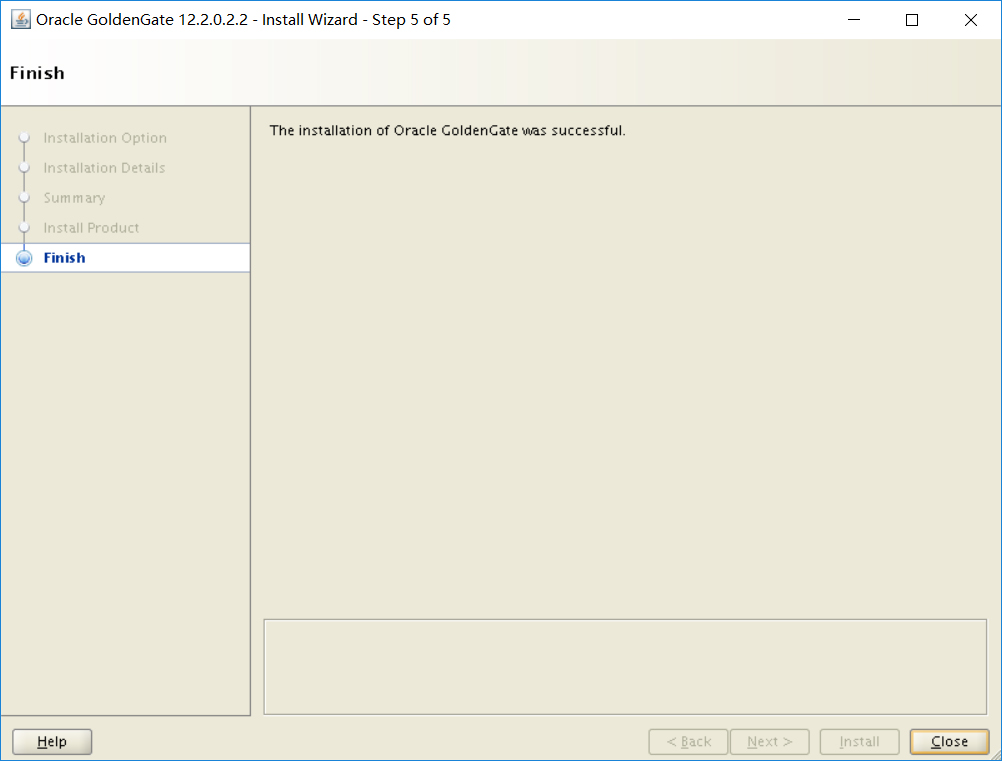 Oracle GoldenGate 12.2.0.2.2 - Install Wizard - Step 5 of 5
Finish
Installation Option
Installation Details
Summary
Install Product
Finish
The installation of Oracle GoldenGate was successful.
Help
< Back
Next >
Install
Close